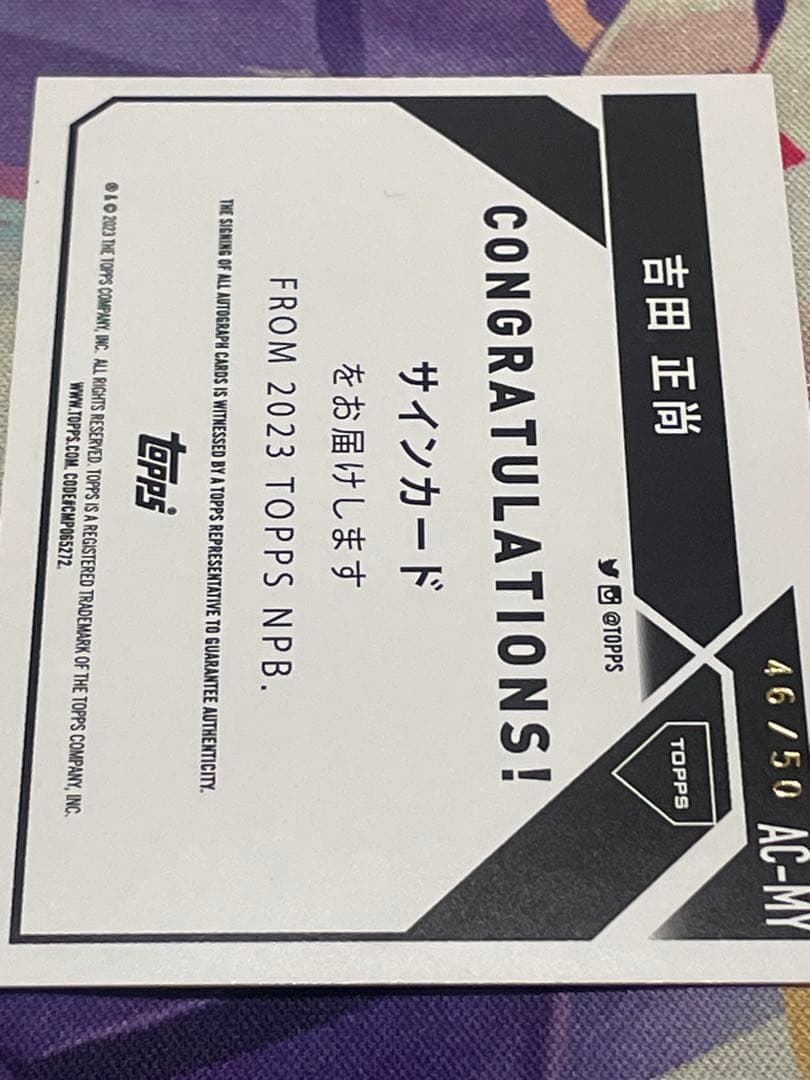 46/50 AC-MY
吉田 正尚
TOPPS
@TOPPS
CONGRATULATIONS!
サインカード
をお届けします
FROM 2023 TOPPS NPB.
THE SIGNING OF ALL AUTOGRAPH CARDS IS WITNESSED BY A TOPPS REPRESENTATIVE TO GUARANTEE AUTHENTICITY.
topps
® & © 2023 THE TOPPS COMPANY, INC. ALL RIGHTS RESERVED. TOPPS IS A REGISTERED TRADEMARK OF THE TOPPS COMPANY, INC.
WWW.TOPPS.COM. CODE#CMP065272.